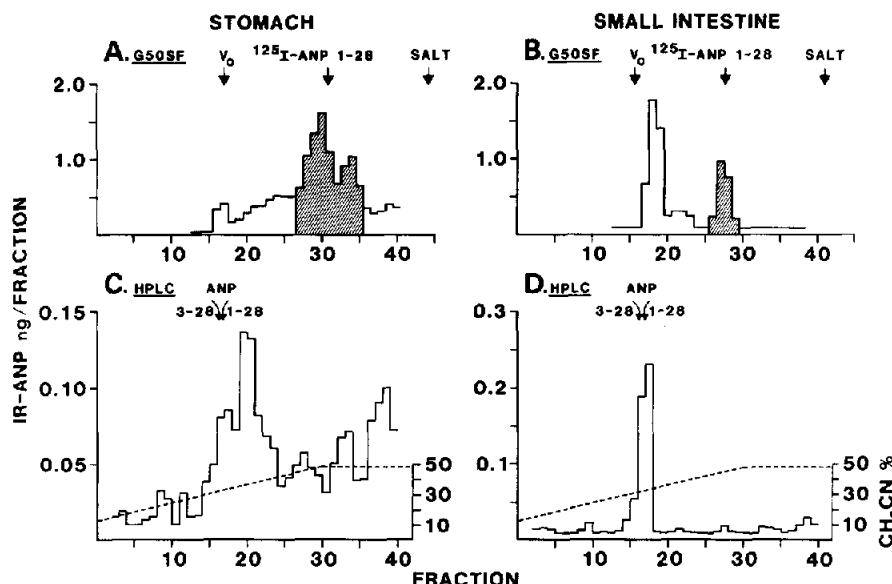 STOMACH
SMALL INTESTINE
A. G50SF
V₀ ¹²⁵I-ANP 1-28
SALT
B. G50SF
V₀ ¹²⁵I-ANP 1-28
SALT
2.0
1.0
10 20 30 40
2.0
1.0
10 20 30 40
IR-ANP ng/FRACTION
C. HPLC
ANP
3-28 1-28
0.15
0.10
0.05
50
30
10
10 20 30 40
D. HPLC
ANP
3-28 1-28
0.3
0.2
0.1
50
30
10
CH₃CN %
10 20 30 40
FRACTION